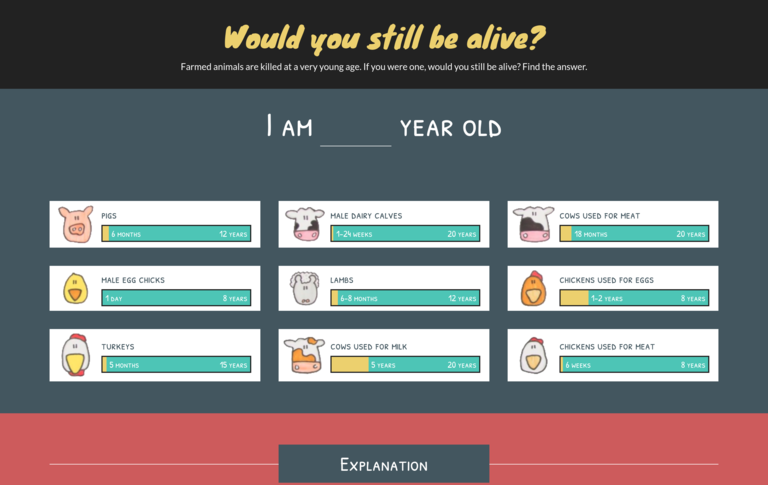 Would you still be alive?
Farmed animals are killed at a very young age. If you were one, would you still be alive? Find the answer.
I am ______ year old
Pigs
6 months 12 years
Male dairy calves
1-24 weeks 20 years
Cows used for meat
18 months 20 years
Male egg chicks
1 day 8 years
Lambs
6-8 months 12 years
Chickens used for eggs
1-2 years 8 years
Turkeys
5 months 15 years
Cows used for milk
5 years 20 years
Chickens used for meat
6 weeks 8 years
Explanation